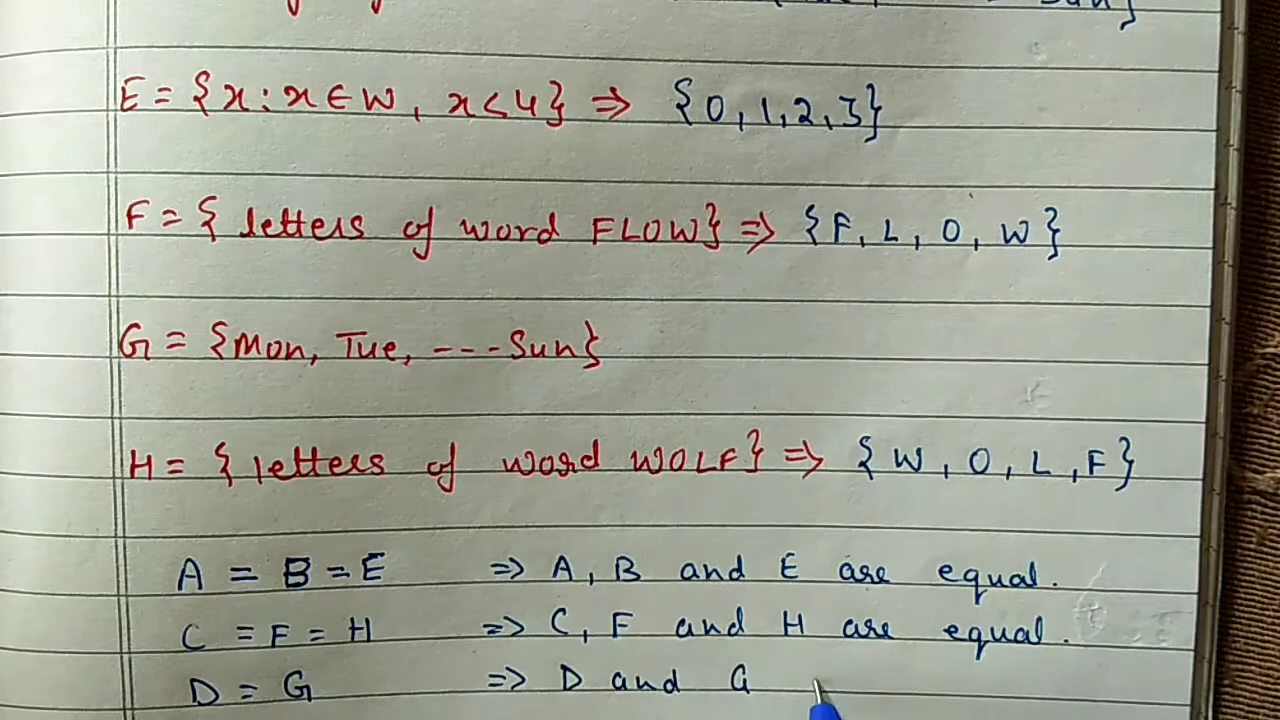 Sun}
E = {x : x ∈ W, x < 4} ⇒ {0, 1, 2, 3}
F = { letters of word FLOW} ⇒ {F, L, O, W}
G = {Mon, Tue, --- Sun}
H = { letters of word WOLF} ⇒ {W, O, L, F}
A = B = E ⇒ A, B and E are equal.
C = F = H ⇒ C, F and H are equal.
D = G ⇒ D and G